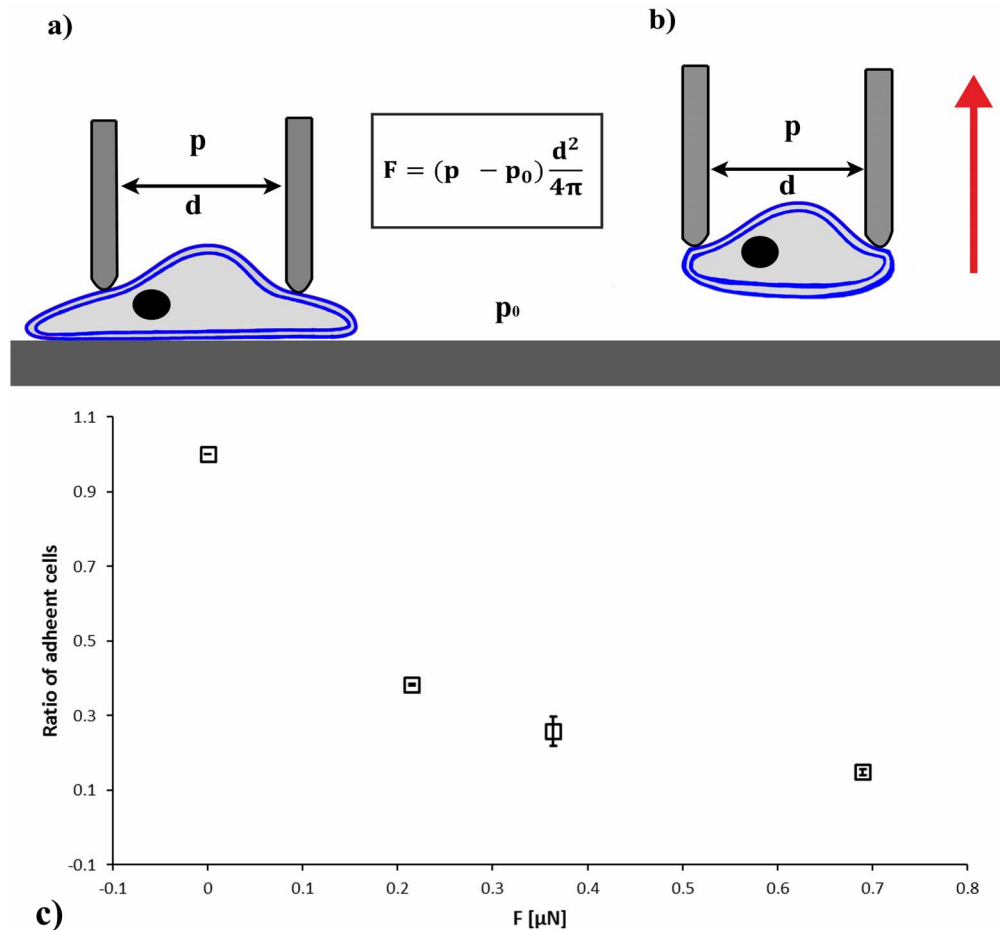 a)
b)
p
d
F = (p - p₀) d²/4π
p
d
p₀
1.1
0.9
0.7
0.5
0.3
0.1
-0.1
Ratio of adheent cells
-0.1 0 0.1 0.2 0.3 0.4 0.5 0.6 0.7 0.8
F [µN]
c)